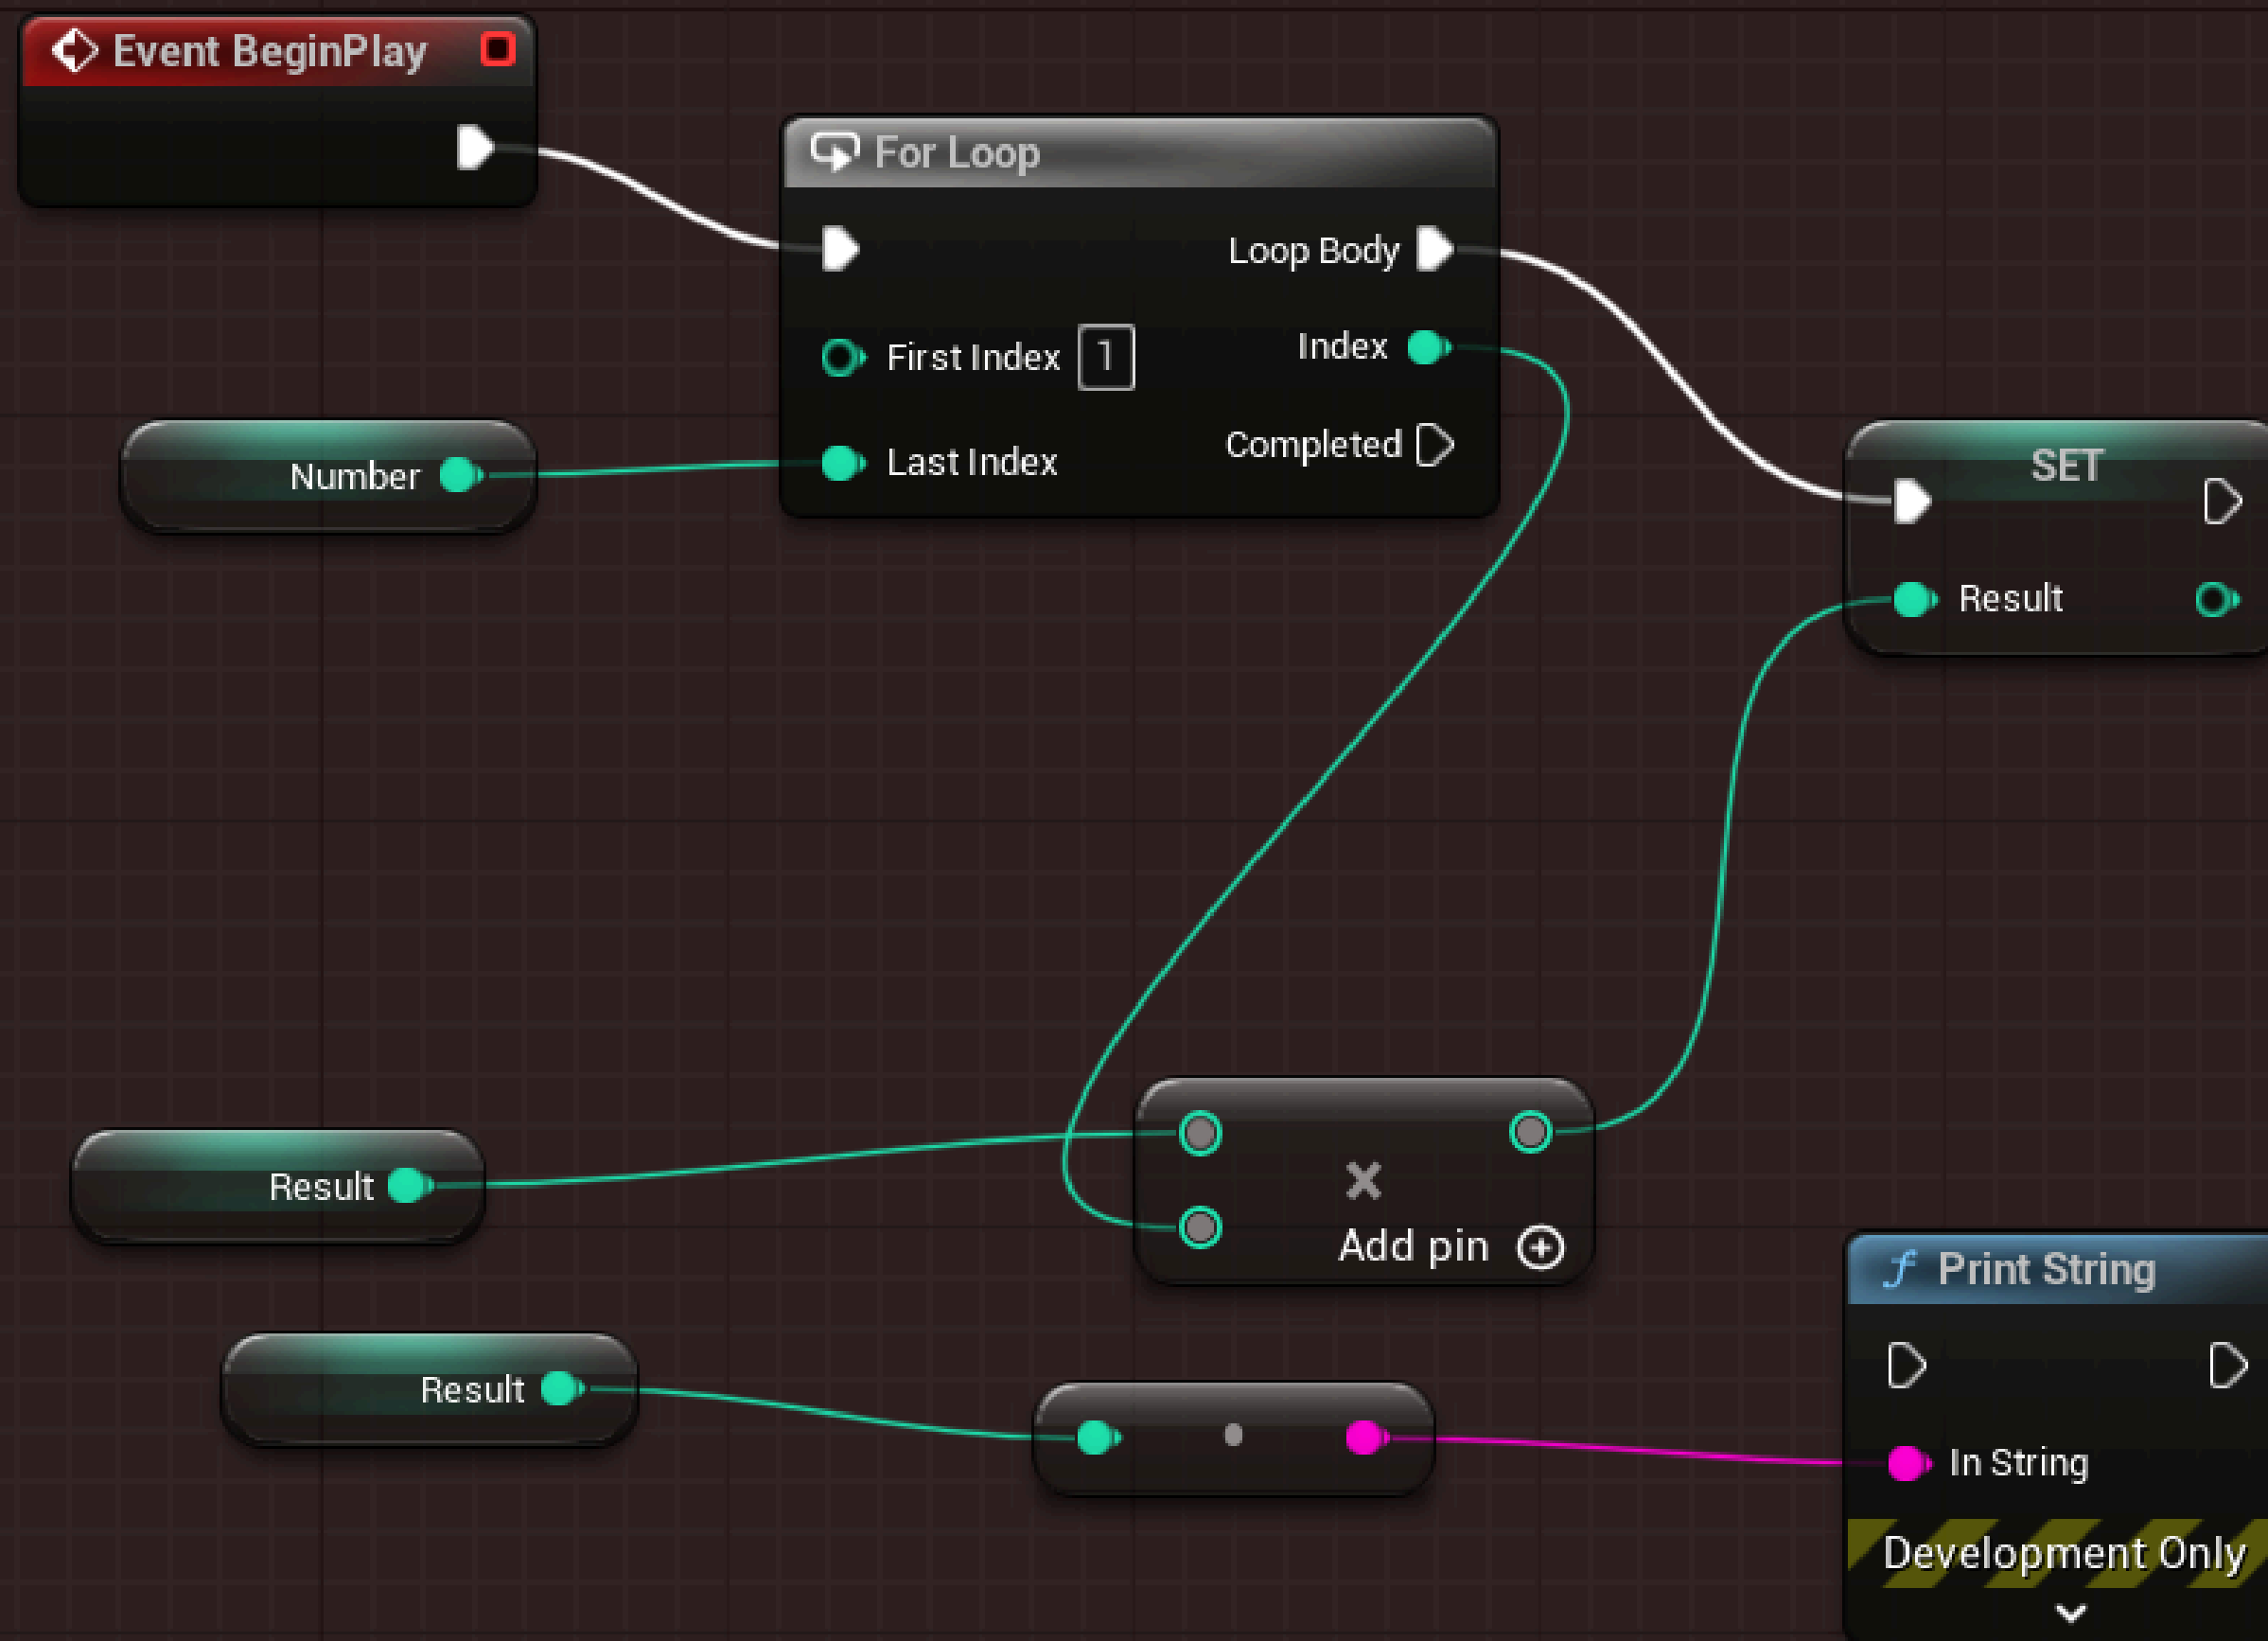 Event BeginPlay
For Loop
Loop Body
First Index 1
Index
Completed
Number
Last Index
SET
Result
Result
Add pin
Result
Print String
In String
Development Only